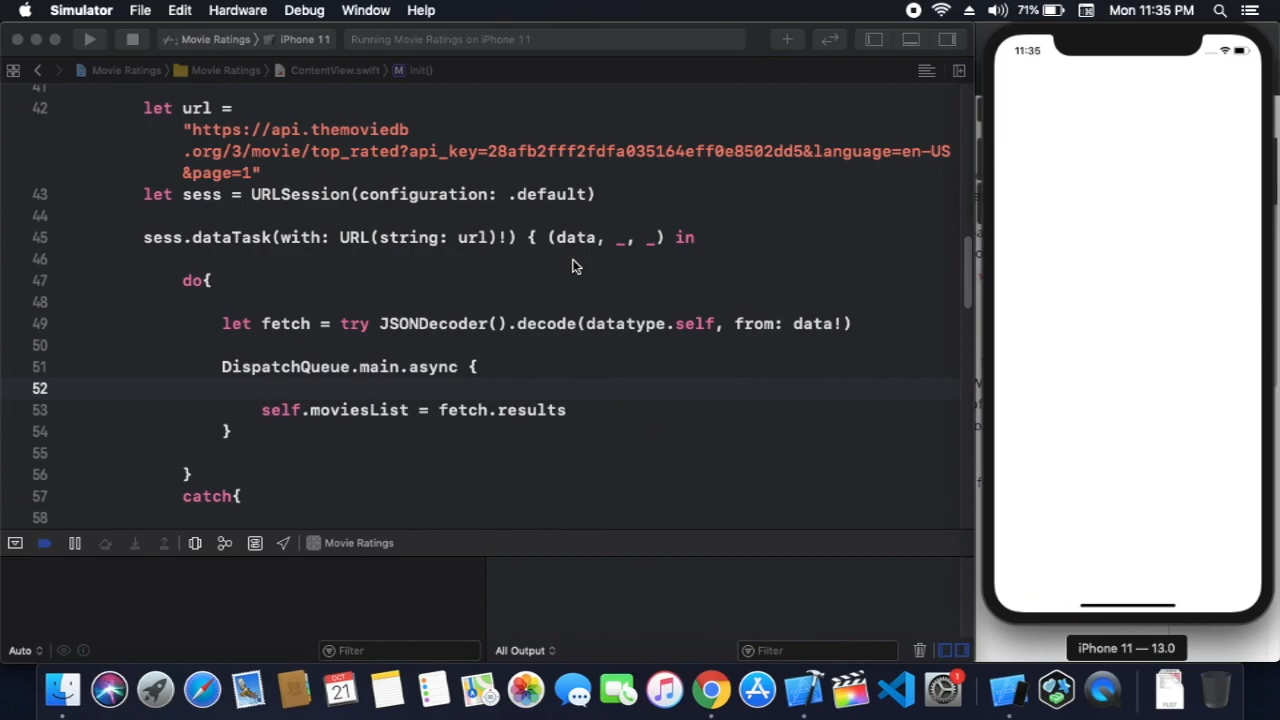 Simulator File Edit Hardware Debug Window Help 71% Mon 11:35 PM
Movie Ratings iPhone 11 Running Movie Ratings on iPhone 11
11:35
Movie Ratings Movie Ratings ContentView.swift M init()
41
42 let url =
"https://api.themoviedb
.org/3/movie/top_rated?api_key=28afb2fff2fdfa035164eff0e8502dd5&language=en-US
&page=1"
43 let sess = URLSession(configuration: .default)
44
45 sess.dataTask(with: URL(string: url)!) { (data, _, _) in
46
47 do{
48
49 let fetch = try JSONDecoder().decode(datatype.self, from: data!)
50
51 DispatchQueue.main.async {
52
53 self.moviesList = fetch.results
54 }
55
56 }
57 catch{
58
Movie Ratings
Auto Filter All Output Filter
iPhone 11 — 13.0
OCT
21
1
PLIST